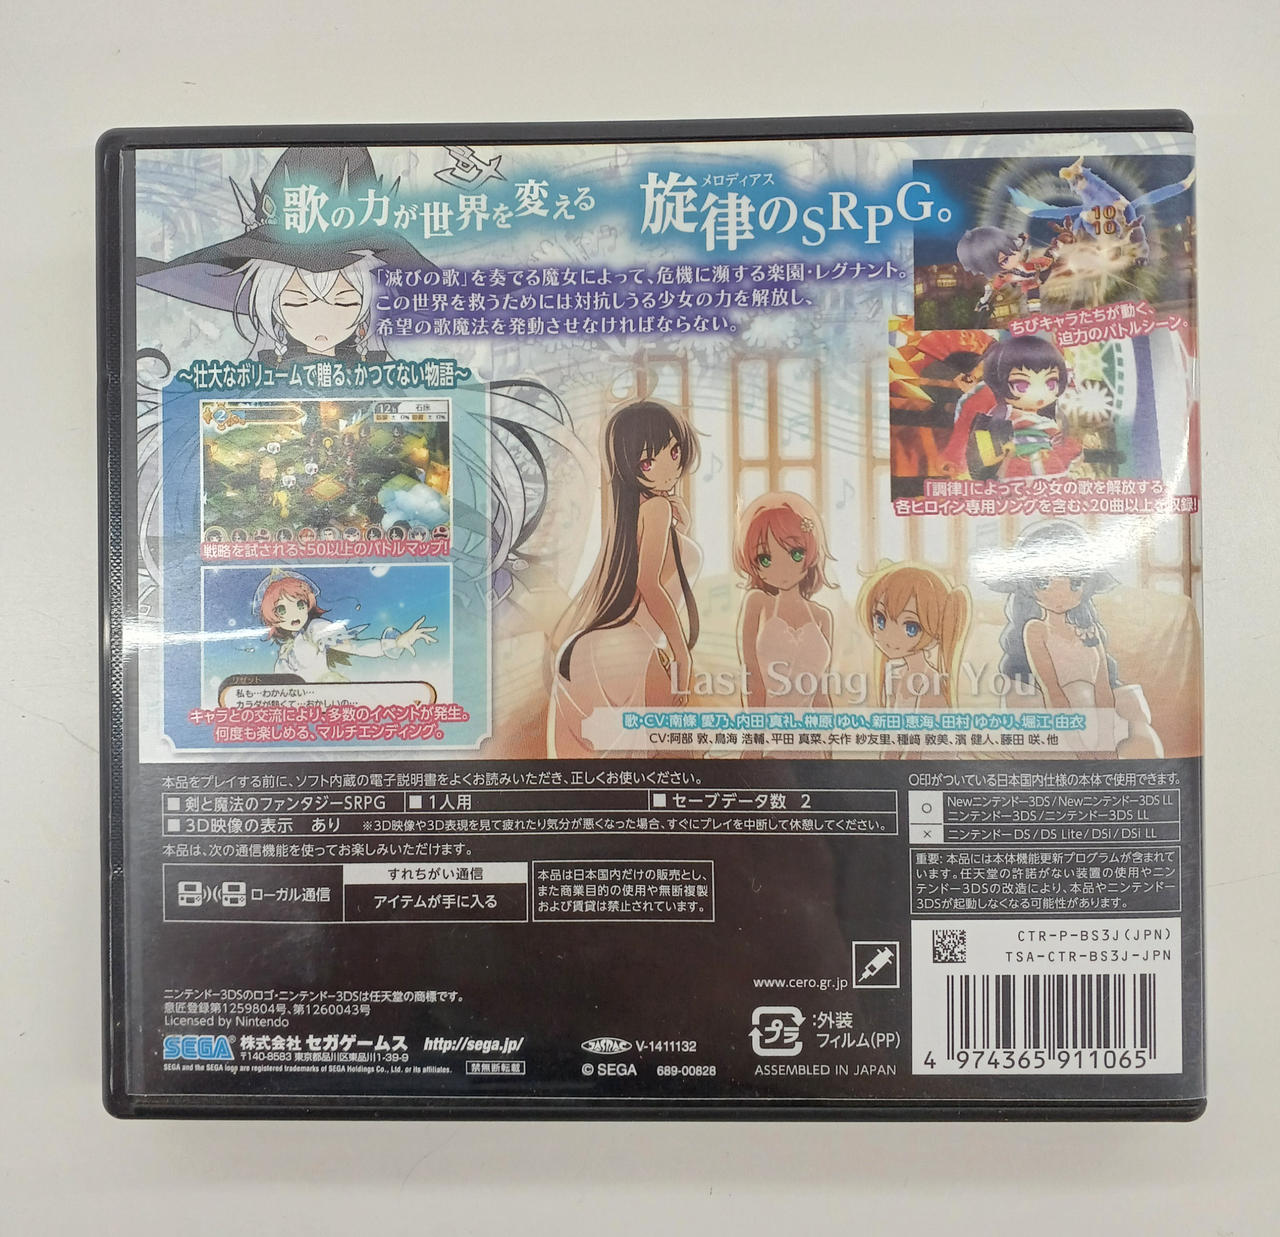 歌の力が世界を変える
旋律のSRPG。
メロディアス
「滅びの歌」を奏でる魔女によって、危機に瀕する楽園・レグナント。
この世界を救うためには対抗しうる少女の力を解放し、
希望の歌魔法を発動させなければならない。
10
10
ちびキャラたちが動く、
迫力のバトルシーン。
「調律」によって、少女の歌を解放する。
各ヒロイン専用ソングを含む、20曲以上を収録!
～壮大なボリュームで贈る、かつてない物語～
戦略を試される、50以上のバトルマップ!
リゼット
私も…わかんない…
カラダが熱くて…おかしいの…
キャラとの交流により、多数のイベントが発生。
何度も楽しめる、マルチエンディング。
Last Song For You
歌・CV:南條 愛乃、内田 真礼、榊原 ゆい、新田 恵海、田村 ゆかり、堀江 由衣
CV:阿部 敦、鳥海 浩輔、平田 真菜、矢作 紗友里、種﨑 敦美、濱 健人、藤田 咲、他
本品をプレイする前に、ソフト内蔵の電子説明書をよくお読みいただき、正しくお使いください。
■ 剣と魔法のファンタジーSRPG ■ 1人用 ■ セーブデータ数 2
■ 3D映像の表示 あり ※3D映像や3D表現を見て疲れたり気分が悪くなった場合、すぐにプレイを中断して休憩してください。
本品は、次の通信機能を使ってお楽しみいただけます。
ローカル通信
すれちがい通信
アイテムが手に入る
本品は日本国内だけの販売とし、
また商業目的の使用や無断複製
および賃貸は禁止されています。
○印がついている日本国内仕様の本体で使用できます。
○ Newニンテンドー3DS/Newニンテンドー3DS LL
ニンテンドー3DS/ニンテンドー3DS LL
× ニンテンドーDS/DS Lite/DSi/DSi LL
重要: 本品には本体機能更新プログラムが含まれて
います。任天堂の許諾がない装置の使用やニン
テンドー3DSの改造により、本品やニンテンドー
3DSが起動しなくなる可能性があります。
CTR-P-BS3J(JPN)
TSA-CTR-BS3J-JPN
4 974365 911065
www.cero.gr.jp
プラ
:外装
フィルム(PP)
ASSEMBLED IN JAPAN
ニンテンドー3DSのロゴ・ニンテンドー3DSは任天堂の商標です。
意匠登録第1259804号、第1260043号
Licensed by Nintendo
SEGA® 株式会社 セガゲームス http://sega.jp/
〒140-8583 東京都品川区東品川1-39-9
SEGA and the SEGA logo are registered trademarks of SEGA Holdings Co., Ltd. or its affiliates.
禁無断転載
JASRAC V-1411132
© SEGA 689-00828